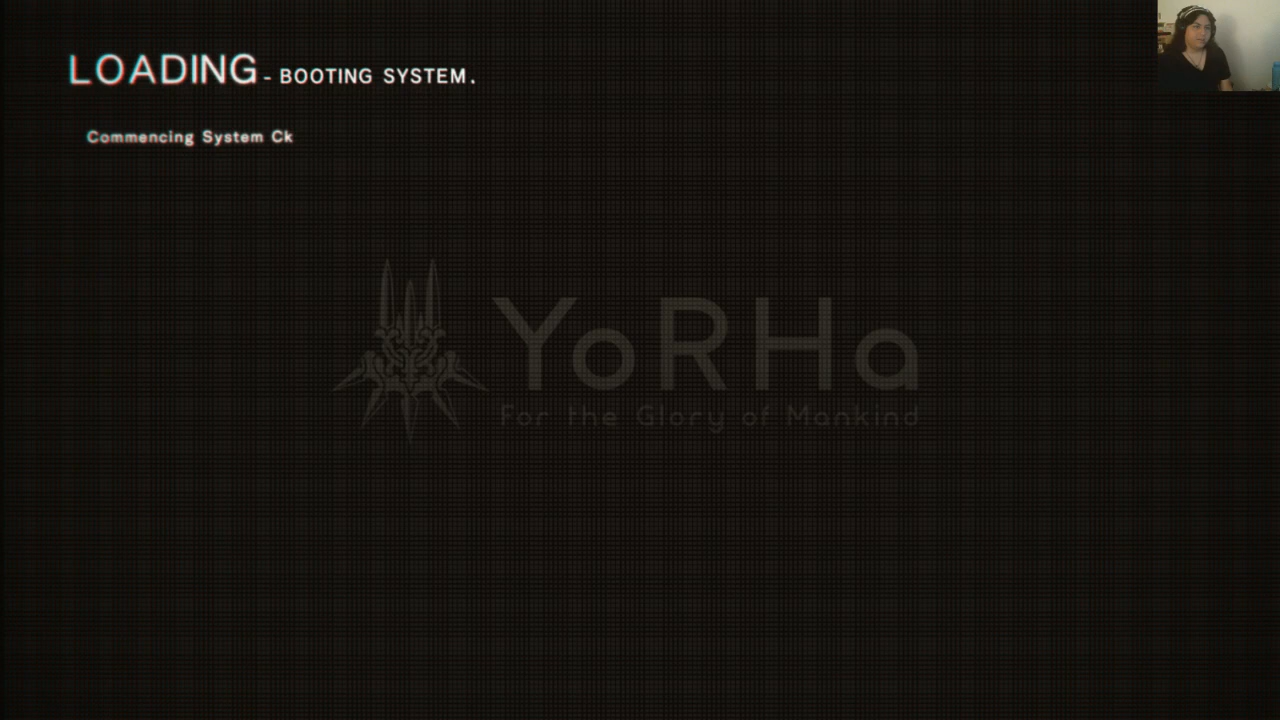 LOADING - BOOTING SYSTEM.
Commencing System Ck
YoRHa
For the Glory of Mankind